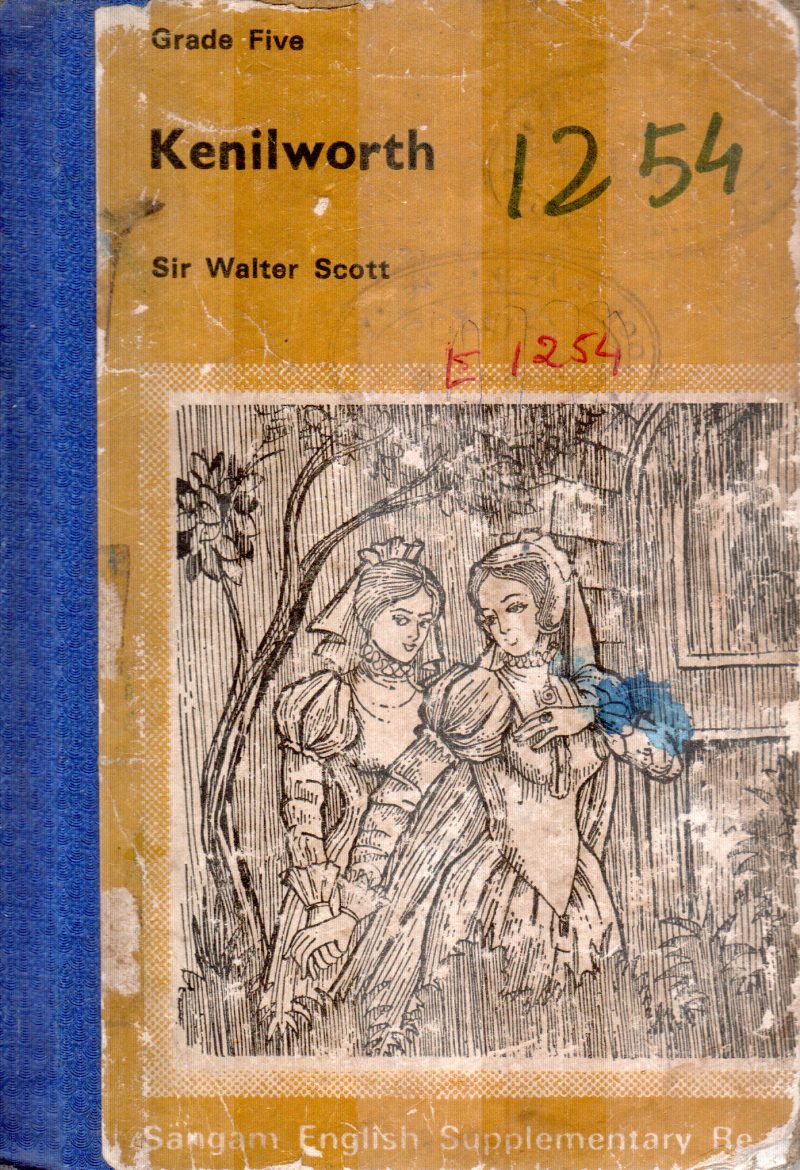 Grade Five
Kenilworth
1254
Sir Walter Scott
E 1254
Sangam English Supplementary Re